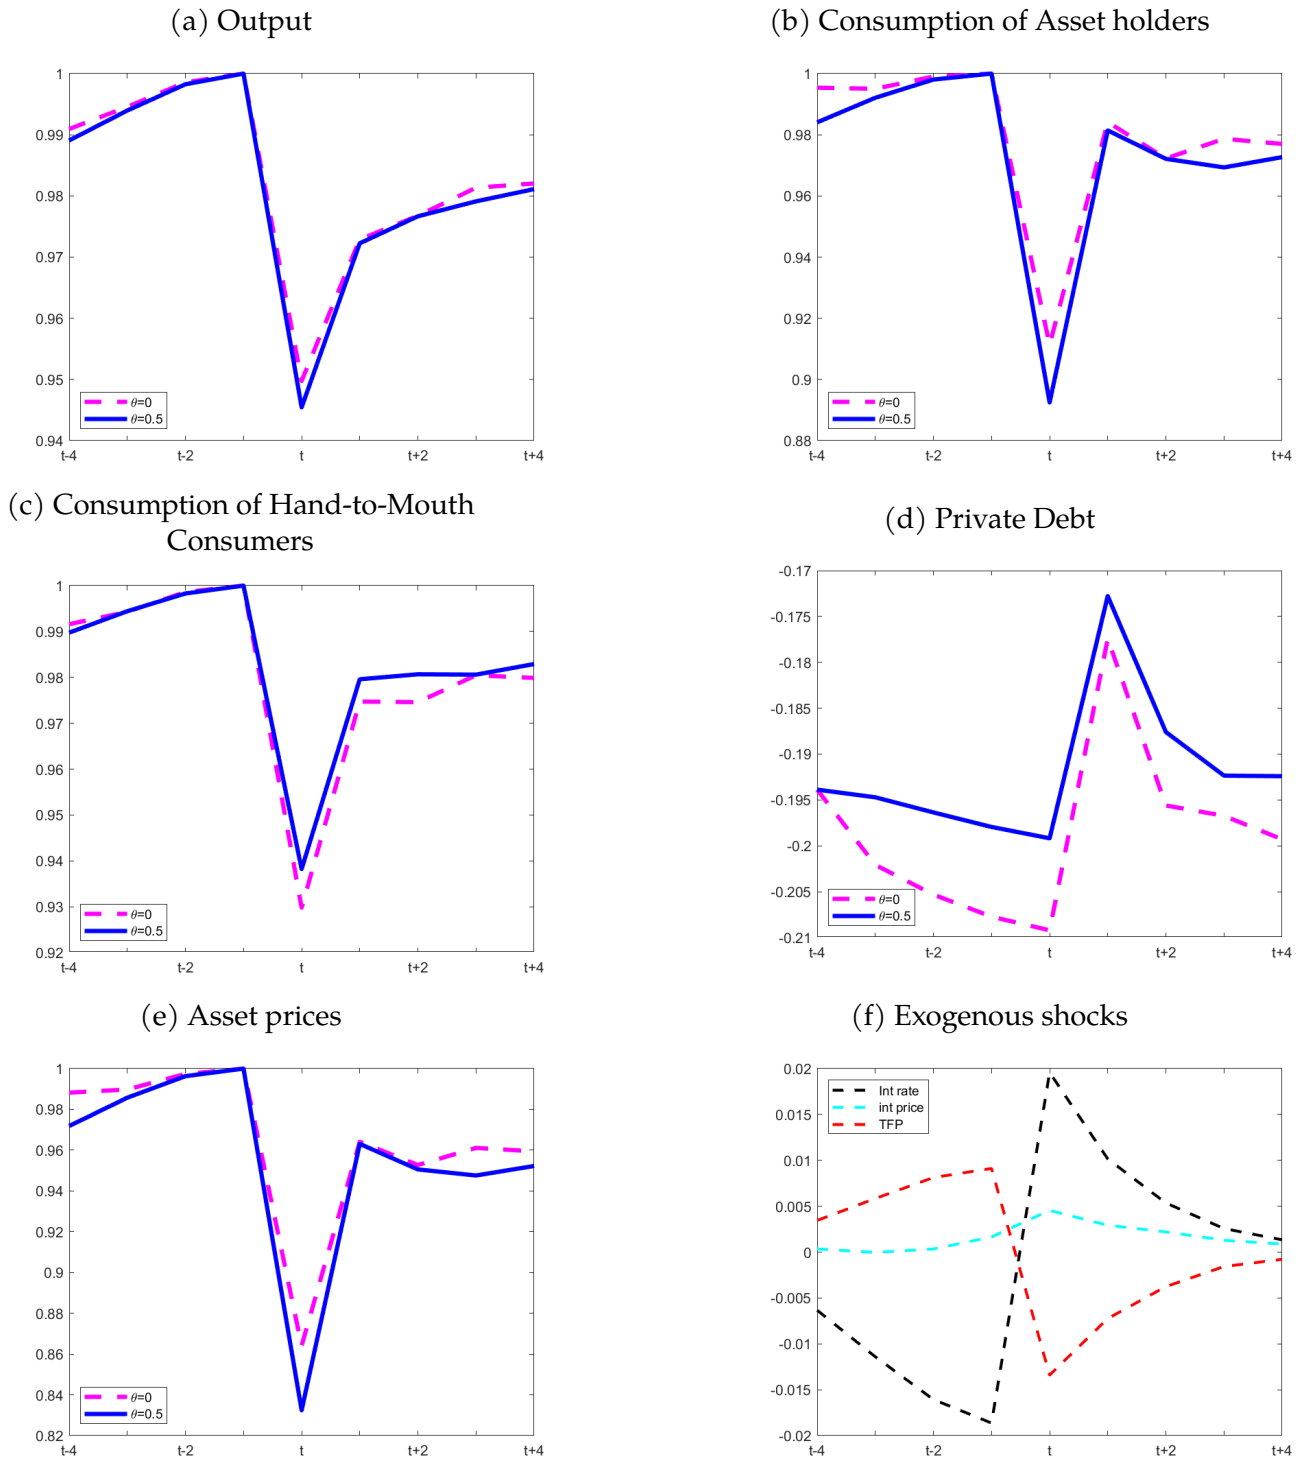 (a) Output
1
0.99
0.98
0.97
0.96
0.95
0.94
θ=0
θ=0.5
t-4
t-2
t
t+2
t+4
(b) Consumption of Asset holders
1
0.98
0.96
0.94
0.92
0.9
0.88
θ=0
θ=0.5
t-4
t-2
t
t+2
t+4
(c) Consumption of Hand-to-Mouth
Consumers
1
0.99
0.98
0.97
0.96
0.95
0.94
0.93
0.92
θ=0
θ=0.5
t-4
t-2
t
t+2
t+4
(d) Private Debt
-0.17
-0.175
-0.18
-0.185
-0.19
-0.195
-0.2
-0.205
-0.21
θ=0
θ=0.5
t-4
t-2
t
t+2
t+4
(e) Asset prices
1
0.98
0.96
0.94
0.92
0.9
0.88
0.86
0.84
0.82
θ=0
θ=0.5
t-4
t-2
t
t+2
t+4
(f) Exogenous shocks
0.02
0.015
0.01
0.005
0
-0.005
-0.01
-0.015
-0.02
Int rate
int price
TFP
t-4
t-2
t
t+2
t+4